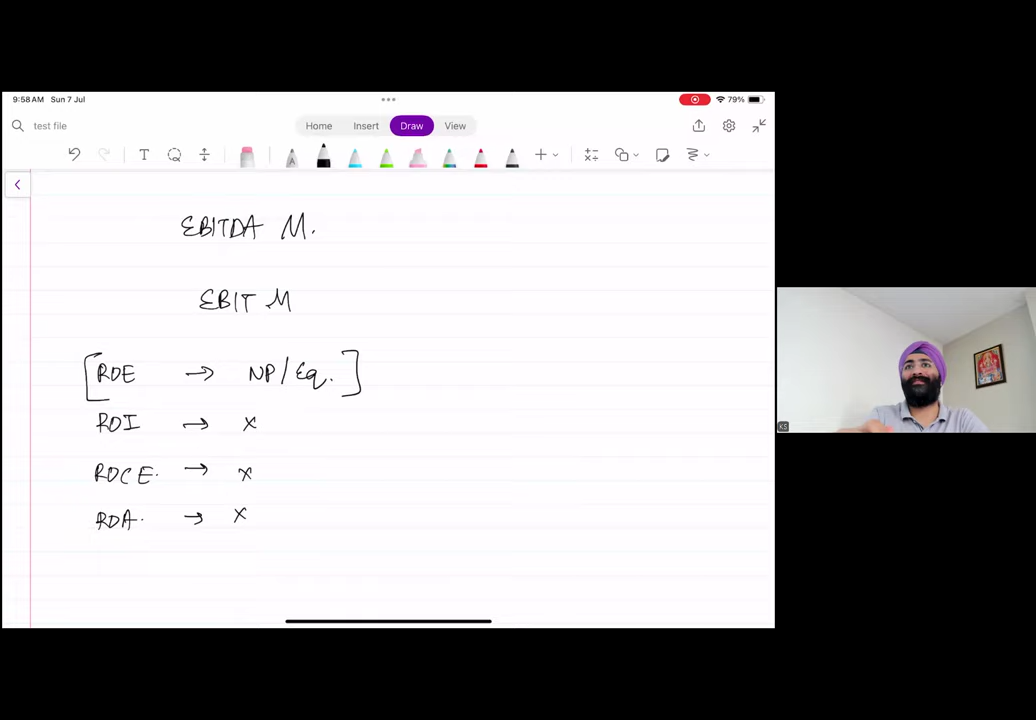 9:58 AM Sun 7 Jul
79%
test file
Home Insert Draw View
EBITDA M.
EBIT M
[ROE → NP/Eq.]
ROI → x
ROCE. → x
ROA. → x
KS